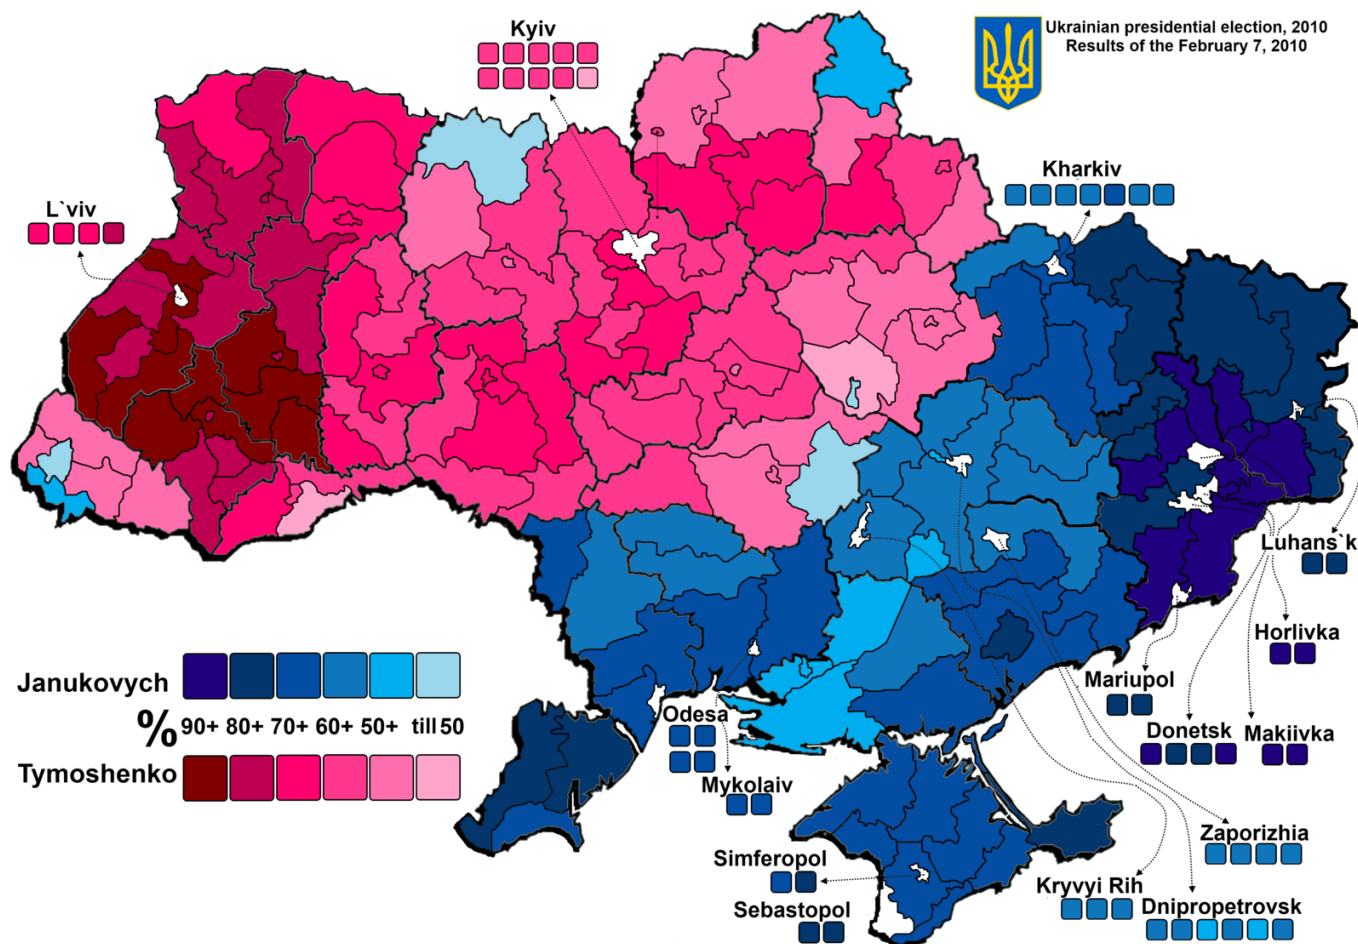 Ukrainian presidential election, 2010
Results of the February 7, 2010
Kyiv
L`viv
Kharkiv
Luhans`k
Horlivka
Mariupol
Donetsk
Makiivka
Odesa
Mykolaiv
Simferopol
Sebastopol
Zaporizhia
Kryvyi Rih
Dnipropetrovsk
Janukovych
% 90+ 80+ 70+ 60+ 50+ till 50
Tymoshenko